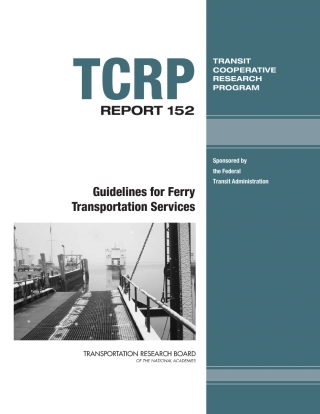 TCRP
REPORT 152
TRANSIT
COOPERATIVE
RESEARCH
PROGRAM
Sponsored by
the Federal
Transit Administration
Guidelines for Ferry
Transportation Services
TRANSPORTATION RESEARCH BOARD
OF THE NATIONAL ACADEMIES